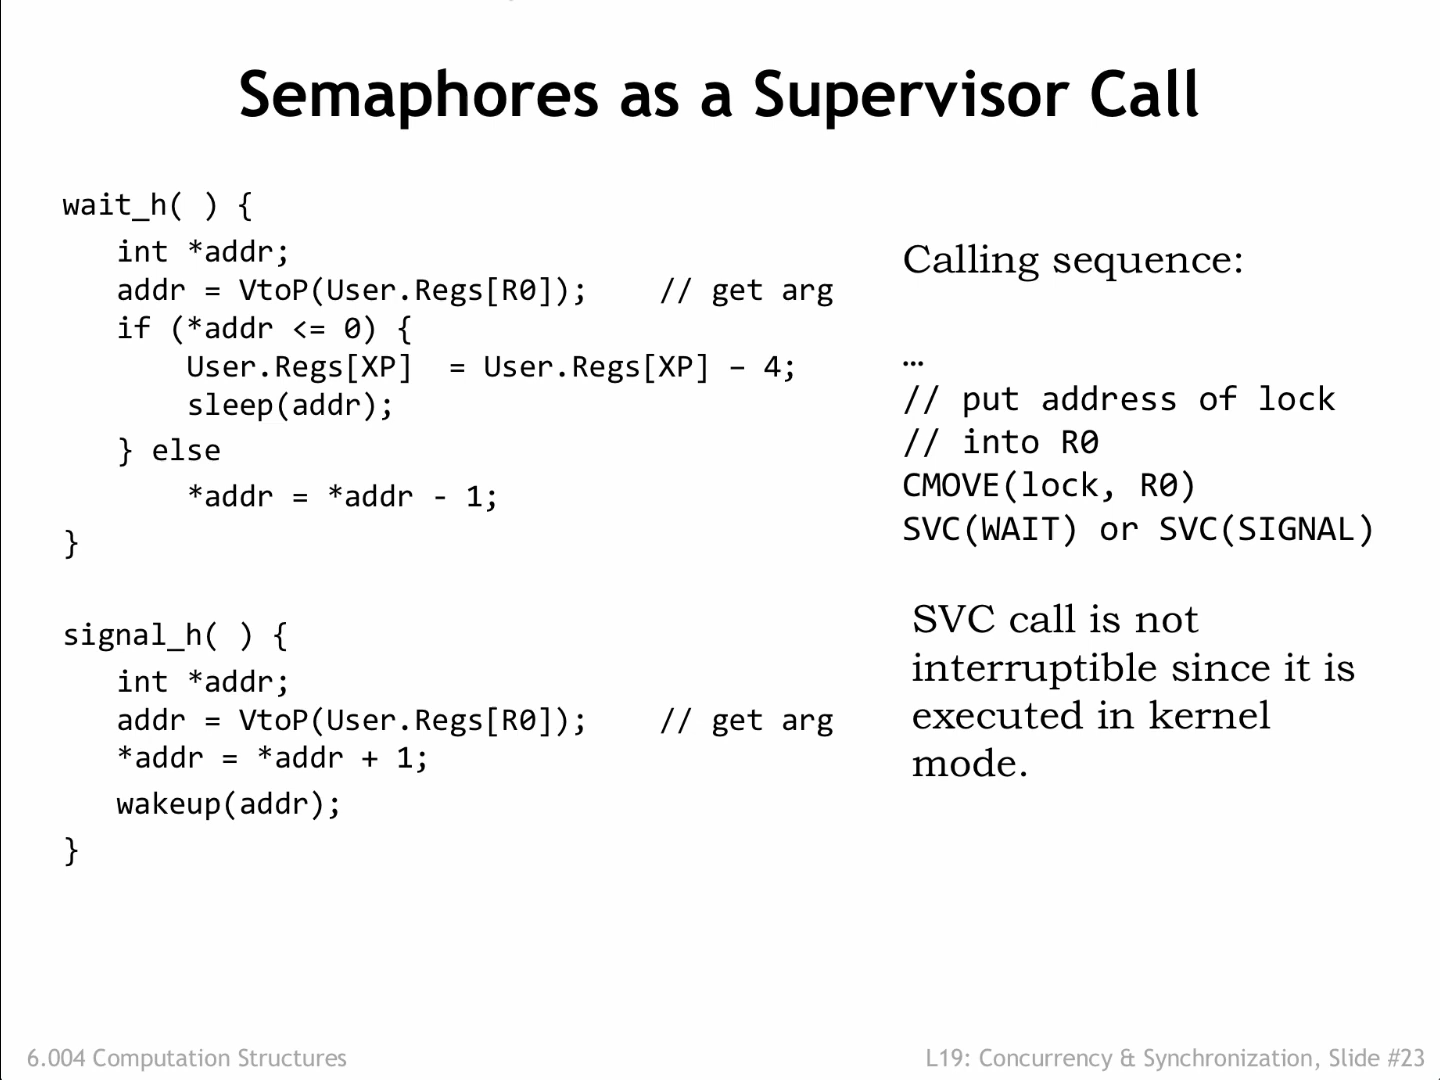 Semaphores as a Supervisor Call
wait_h( ) {
int *addr;
addr = VtoP(User.Regs[R0]); // get arg
if (*addr <= 0) {
User.Regs[XP] = User.Regs[XP] – 4;
sleep(addr);
} else
*addr = *addr - 1;
}
signal_h( ) {
int *addr;
addr = VtoP(User.Regs[R0]); // get arg
*addr = *addr + 1;
wakeup(addr);
}
Calling sequence:
…
// put address of lock
// into R0
CMOVE(lock, R0)
SVC(WAIT) or SVC(SIGNAL)
SVC call is not
interruptible since it is
executed in kernel
mode.
6.004 Computation Structures
L19: Concurrency & Synchronization, Slide #23